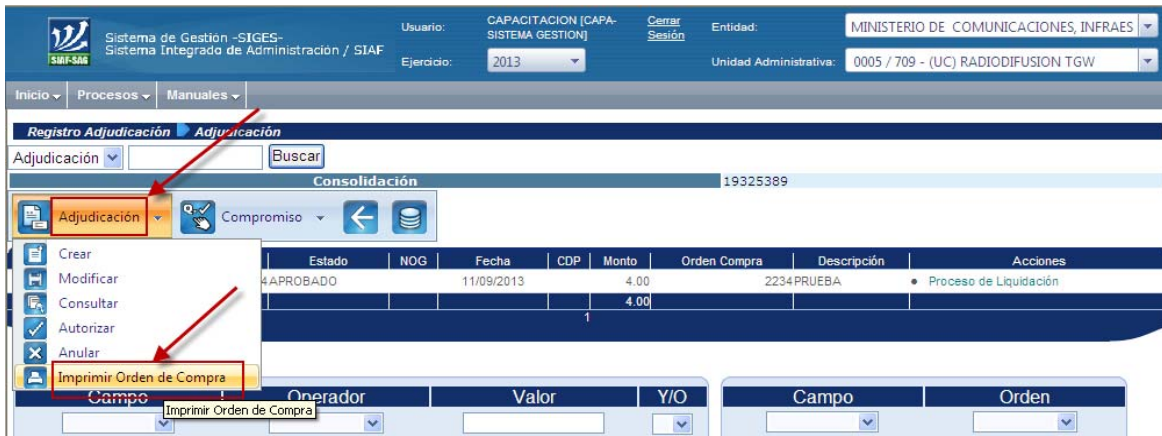 Sistema de Gestión -SIGES-
Sistema Integrado de Administración / SIAF
SIAF-SAG
Usuario:
CAPACITACION [CAPA-
SISTEMA GESTION]
Cerrar
Sesión
Entidad:
MINISTERIO DE COMUNICACIONES, INFRAES
Ejercicio:
2013
Unidad Administrativa:
0005 / 709 - (UC) RADIODIFUSION TGW
Inicio Procesos Manuales
Registro Adjudicación Adjudicación
Adjudicación Buscar
Consolidación 19325389
Adjudicación Compromiso
Crear
Modificar
Consultar
Autorizar
Anular
Imprimir Orden de Compra
Estado NOG Fecha CDP Monto Orden Compra Descripción Acciones
4 APROBADO 11/09/2013 4.00 2234 PRUEBA Proceso de Liquidación
4.00
1
Campo Operador Valor Y/O Campo Orden
Imprimir Orden de Compra